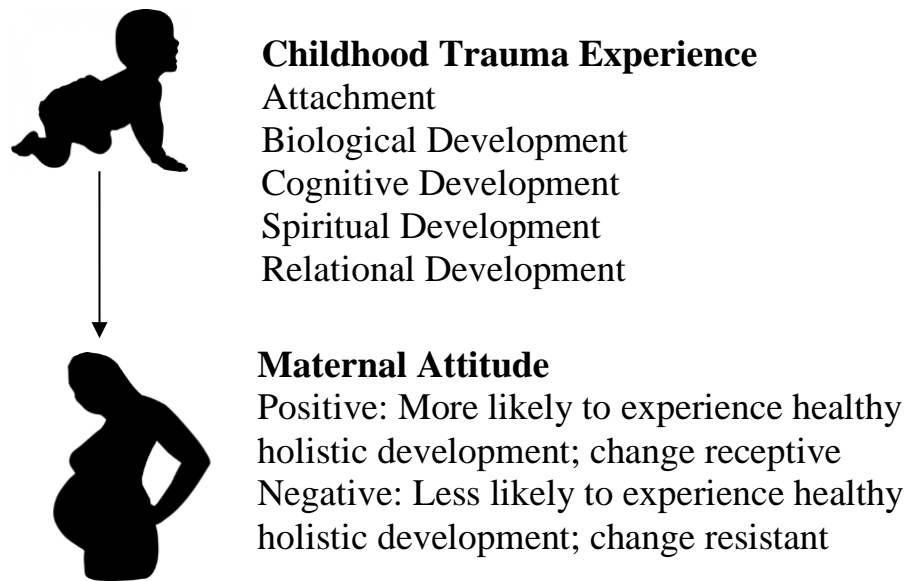 Childhood Trauma Experience
Attachment
Biological Development
Cognitive Development
Spiritual Development
Relational Development
Maternal Attitude
Positive: More likely to experience healthy
holistic development; change receptive
Negative: Less likely to experience healthy
holistic development; change resistant